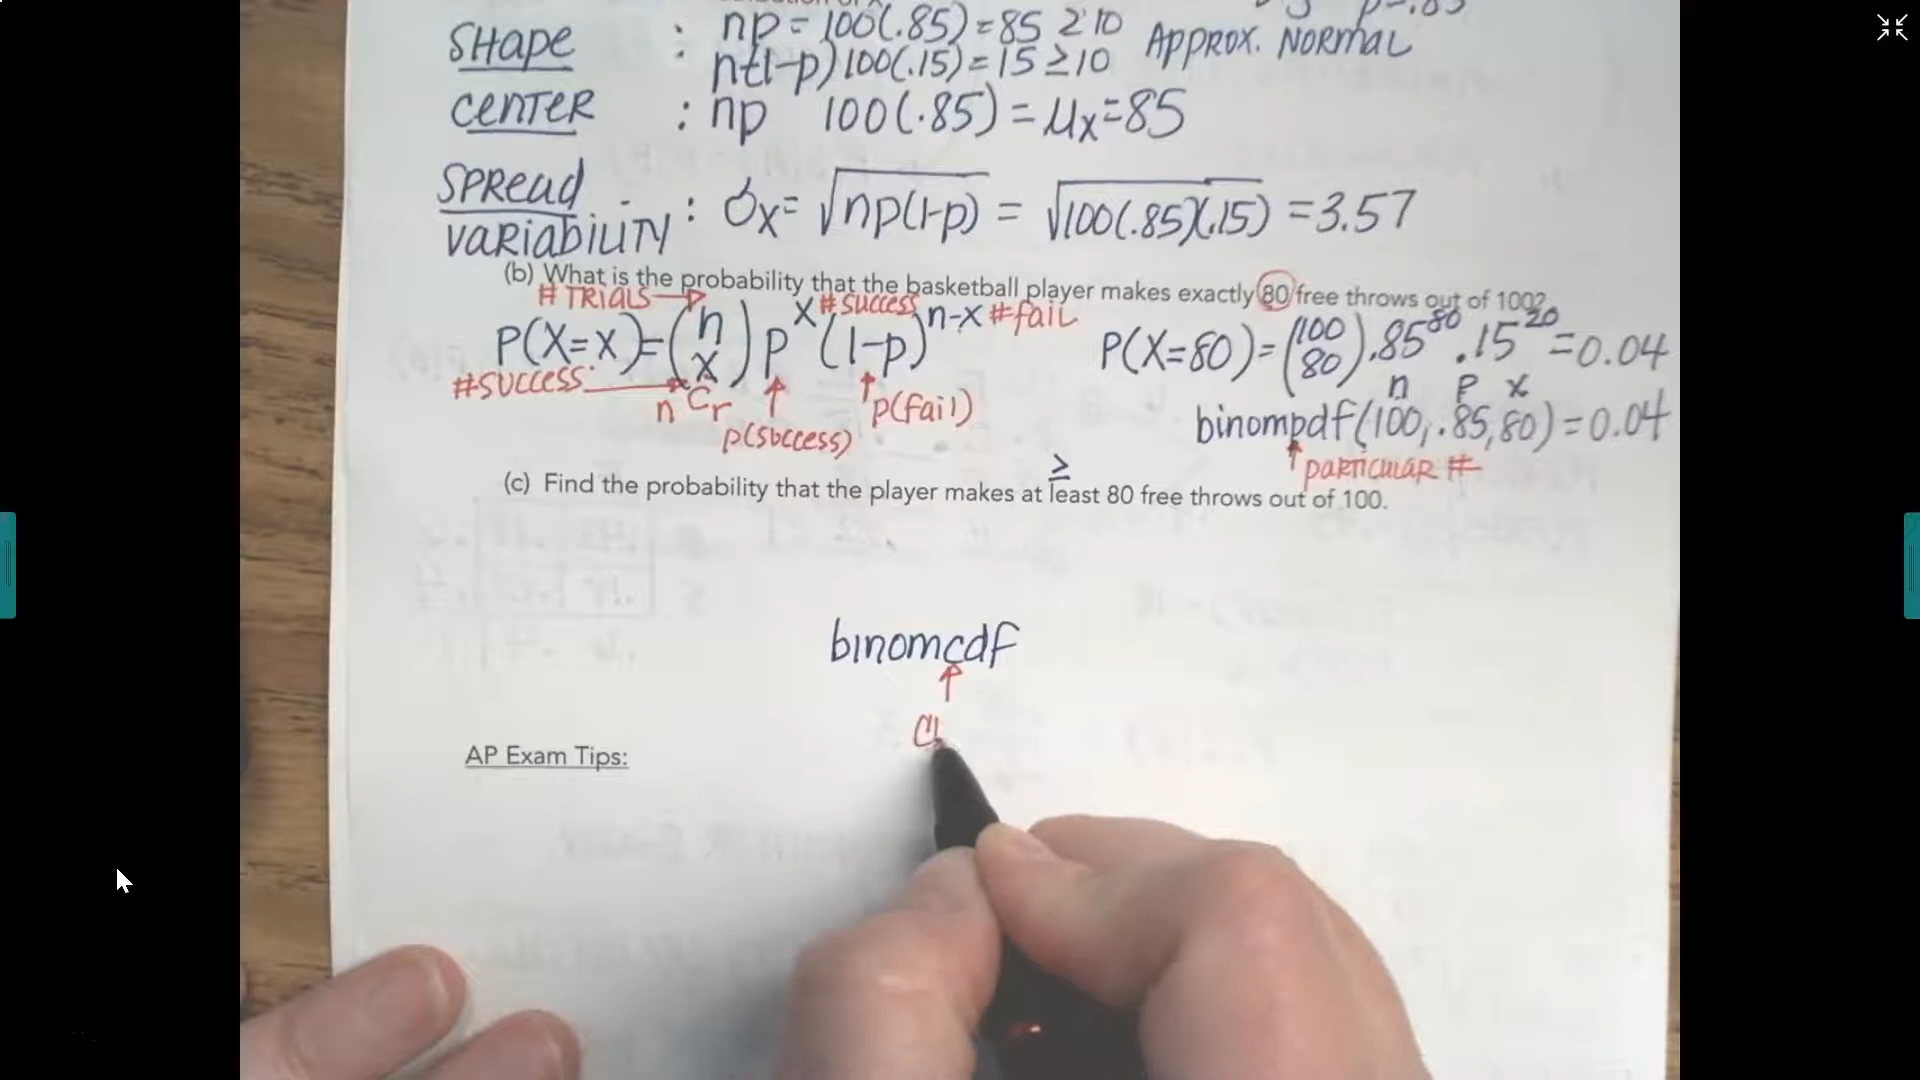 SHAPE : np = 100(.85) = 85 ≥ 10 APPROX. NORMAL
n(1-p) 100(.15) = 15 ≥ 10
CENTER : np 100(.85) = μx = 85
SPREAD
VARIABILITY : σx = √np(1-p) = √100(.85)(.15) = 3.57
(b) What is the probability that the basketball player makes exactly 80 free throws out of 100?
#TRIALS → #SUCCESS #fail
P(X=x) = (n x) p^x (1-p)^n-x P(X=80) = (100 80) .85^80 .15^20 = 0.04
#SUCCESS → nCr p(fail) n p x
p(success) binompdf(100, .85, 80) = 0.04
particular #
≥
(c) Find the probability that the player makes at least 80 free throws out of 100.
binomcdf
AP Exam Tips: